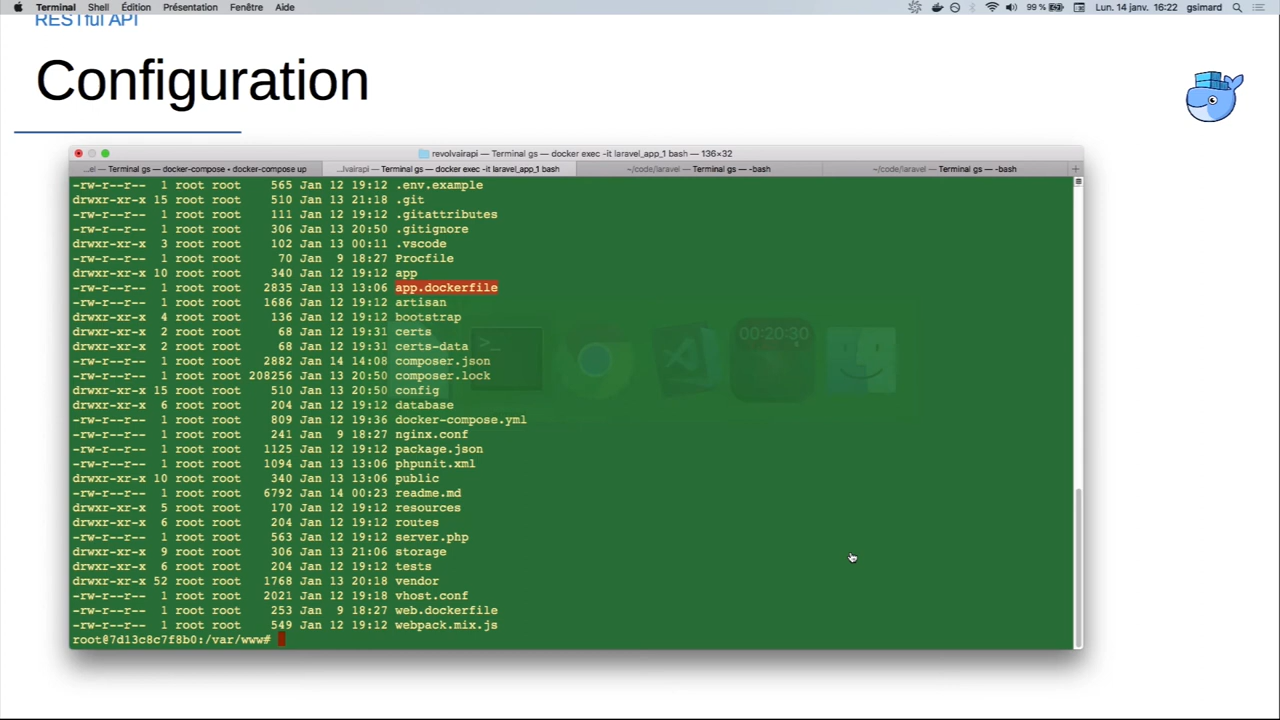 Terminal Shell Édition Présentation Fenêtre Aide 99 % Lun. 14 janv. 16:22 gsimard
RESTful API
Configuration
revolvairapi — Terminal gs — docker exec -it laravel_app_1 bash — 136×32
...el — Terminal gs — docker-compose • docker-compose up ...lvairapi — Terminal gs — docker exec -it laravel_app_1 bash ~/code/laravel — Terminal gs — -bash ~/code/laravel — Terminal gs — -bash +
-rw-r--r-- 1 root root 565 Jan 12 19:12 .env.example
drwxr-xr-x 15 root root 510 Jan 13 21:18 .git
-rw-r--r-- 1 root root 111 Jan 12 19:12 .gitattributes
-rw-r--r-- 1 root root 306 Jan 13 20:50 .gitignore
drwxr-xr-x 3 root root 102 Jan 13 00:11 .vscode
-rw-r--r-- 1 root root 70 Jan 9 18:27 Procfile
drwxr-xr-x 10 root root 340 Jan 12 19:12 app
-rw-r--r-- 1 root root 2835 Jan 13 13:06 app.dockerfile
-rw-r--r-- 1 root root 1686 Jan 12 19:12 artisan
drwxr-xr-x 4 root root 136 Jan 12 19:12 bootstrap
drwxr-xr-x 2 root root 68 Jan 12 19:31 certs
drwxr-xr-x 2 root root 68 Jan 12 19:31 certs-data
-rw-r--r-- 1 root root 2882 Jan 14 14:08 composer.json
-rw-r--r-- 1 root root 208256 Jan 13 20:50 composer.lock
drwxr-xr-x 15 root root 510 Jan 13 20:50 config
drwxr-xr-x 6 root root 204 Jan 12 19:12 database
-rw-r--r-- 1 root root 809 Jan 12 19:36 docker-compose.yml
-rw-r--r-- 1 root root 241 Jan 9 18:27 nginx.conf
-rw-r--r-- 1 root root 1125 Jan 12 19:12 package.json
-rw-r--r-- 1 root root 1094 Jan 13 13:06 phpunit.xml
drwxr-xr-x 10 root root 340 Jan 13 13:06 public
-rw-r--r-- 1 root root 6792 Jan 14 00:23 readme.md
drwxr-xr-x 5 root root 170 Jan 12 19:12 resources
drwxr-xr-x 6 root root 204 Jan 12 19:12 routes
-rw-r--r-- 1 root root 563 Jan 12 19:12 server.php
drwxr-xr-x 9 root root 306 Jan 13 21:06 storage
drwxr-xr-x 6 root root 204 Jan 12 19:12 tests
drwxr-xr-x 52 root root 1768 Jan 13 20:18 vendor
-rw-r--r-- 1 root root 2021 Jan 12 19:18 vhost.conf
-rw-r--r-- 1 root root 253 Jan 9 18:27 web.dockerfile
-rw-r--r-- 1 root root 549 Jan 12 19:12 webpack.mix.js
root@7d13c8c7f8b0:/var/www#
00:20:30